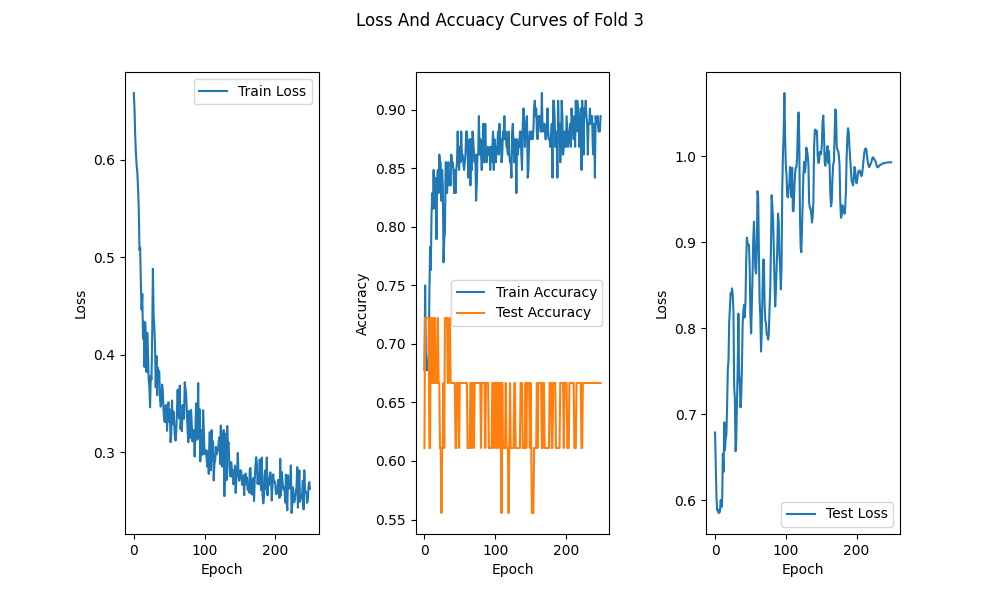 Loss And Accuacy Curves of Fold 3
Loss
0.6
0.5
0.4
0.3
0
100
200
Epoch
Train Loss
Accuracy
0.90
0.85
0.80
0.75
0.70
0.65
0.60
0.55
0
100
200
Epoch
Train Accuracy
Test Accuracy
Loss
1.0
0.9
0.8
0.7
0.6
0
100
200
Epoch
Test Loss